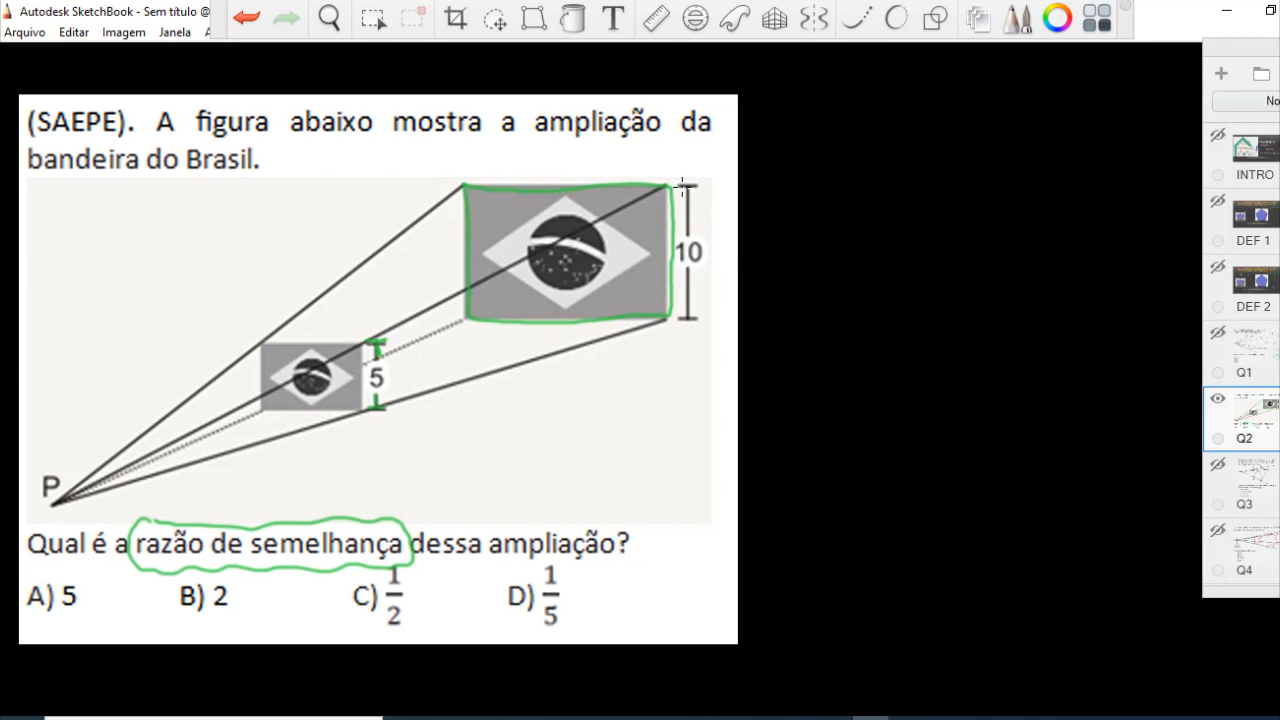 Autodesk SketchBook - Sem título @
Arquivo Editar Imagem Janela
(SAEPE). A figura abaixo mostra a ampliação da
bandeira do Brasil.
10
5
P
Qual é a razão de semelhança dessa ampliação?
A) 5 B) 2 C) 1/2 D) 1/5
No
INTRO
DEF 1
DEF 2
Q1
Q2
Q3
Q4